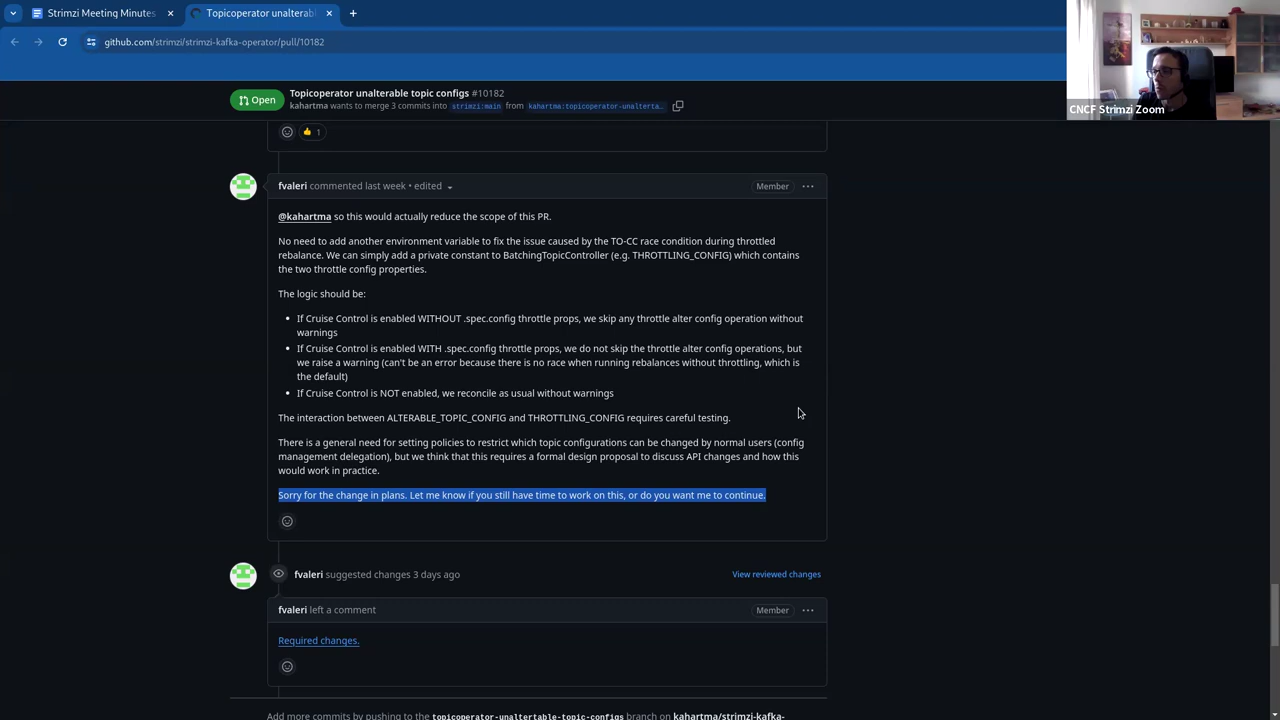 Strimzi Meeting Minutes
Topicoperator unalterabl
github.com/strimzi/strimzi-kafka-operator/pull/10182
CNCF Strimzi Zoom
Open
Topicoperator unalterable topic configs #10182
kahartma wants to merge 3 commits into strimzi:main from kahartma:topicoperator-unalterta…
1
fvaleri commented last week • edited
Member
@kahartma so this would actually reduce the scope of this PR.
No need to add another environment variable to fix the issue caused by the TO-CC race condition during throttled
rebalance. We can simply add a private constant to BatchingTopicController (e.g. THROTTLING_CONFIG) which contains
the two throttle config properties.
The logic should be:
• If Cruise Control is enabled WITHOUT .spec.config throttle props, we skip any throttle alter config operation without
warnings
• If Cruise Control is enabled WITH .spec.config throttle props, we do not skip the throttle alter config operations, but
we raise a warning (can't be an error because there is no race when running rebalances without throttling, which is
the default)
• If Cruise Control is NOT enabled, we reconcile as usual without warnings
The interaction between ALTERABLE_TOPIC_CONFIG and THROTTLING_CONFIG requires careful testing.
There is a general need for setting policies to restrict which topic configurations can be changed by normal users (config
management delegation), but we think that this requires a formal design proposal to discuss API changes and how this
would work in practice.
Sorry for the change in plans. Let me know if you still have time to work on this, or do you want me to continue.
fvaleri suggested changes 3 days ago
View reviewed changes
fvaleri left a comment
Member
Required changes.
Add more commits by pushing to the topicoperator-unaltertable-topic-configs branch on kahartma/strimzi-kafka-